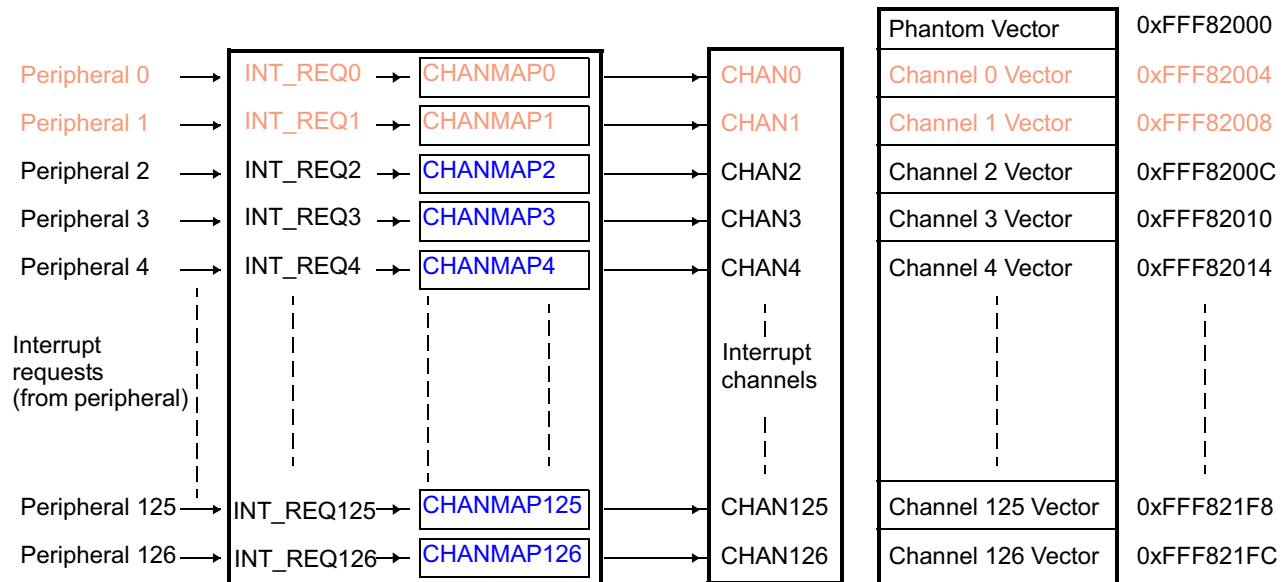 Phantom Vector 0xFFF82000
Peripheral 0 INT_REQ0 CHANMAP0 CHAN0 Channel 0 Vector 0xFFF82004
Peripheral 1 INT_REQ1 CHANMAP1 CHAN1 Channel 1 Vector 0xFFF82008
Peripheral 2 INT_REQ2 CHANMAP2 CHAN2 Channel 2 Vector 0xFFF8200C
Peripheral 3 INT_REQ3 CHANMAP3 CHAN3 Channel 3 Vector 0xFFF82010
Peripheral 4 INT_REQ4 CHANMAP4 CHAN4 Channel 4 Vector 0xFFF82014
Interrupt
requests
(from peripheral)
Interrupt
channels
Peripheral 125 INT_REQ125 CHANMAP125 CHAN125 Channel 125 Vector 0xFFF821F8
Peripheral 126 INT_REQ126 CHANMAP126 CHAN126 Channel 126 Vector 0xFFF821FC